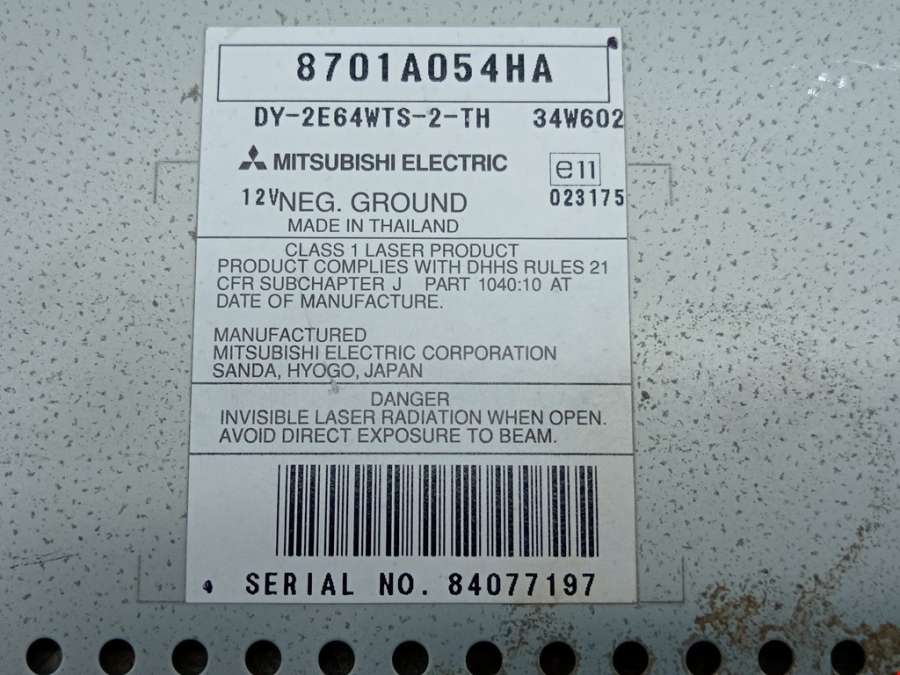 8701A054HA
DY-2E64WTS-2-TH 34W602
MITSUBISHI ELECTRIC e11
12V NEG. GROUND 023175
MADE IN THAILAND
CLASS 1 LASER PRODUCT
PRODUCT COMPLIES WITH DHHS RULES 21
CFR SUBCHAPTER J PART 1040:10 AT
DATE OF MANUFACTURE.
MANUFACTURED
MITSUBISHI ELECTRIC CORPORATION
SANDA, HYOGO, JAPAN
DANGER
INVISIBLE LASER RADIATION WHEN OPEN.
AVOID DIRECT EXPOSURE TO BEAM.
SERIAL NO. 84077197